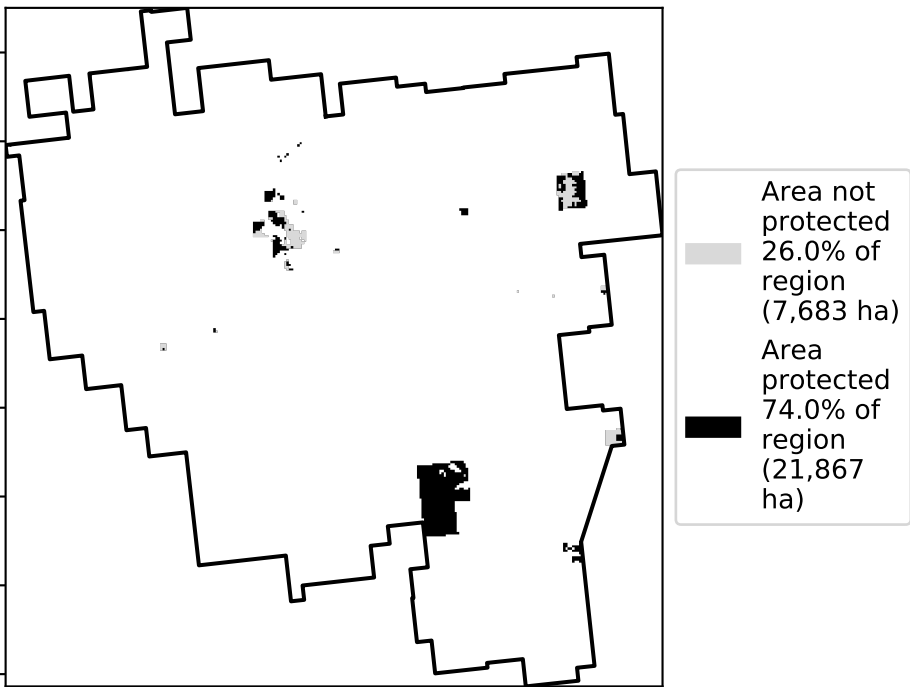 Area not
protected
26.0% of
region
(7,683 ha)
Area
protected
74.0% of
region
(21,867
ha)